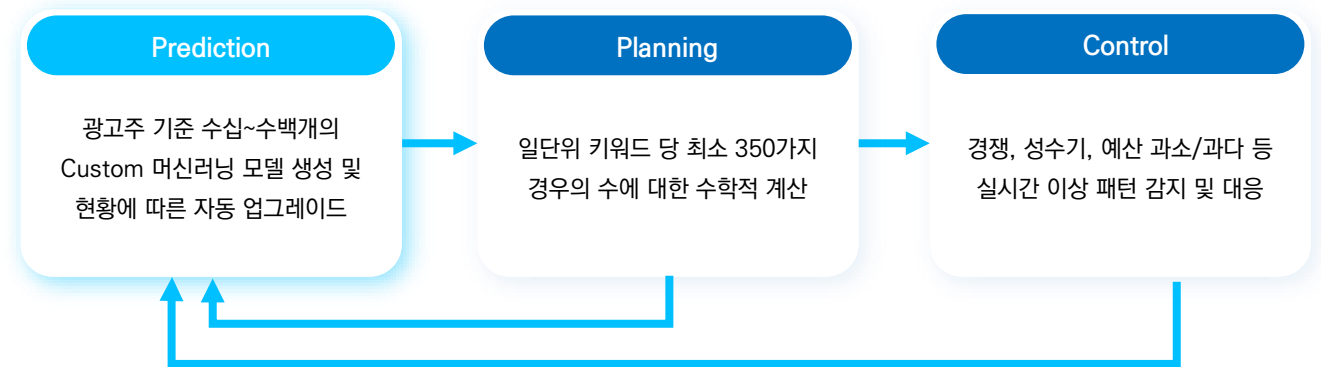 Prediction
광고주 기준 수십~수백개의
Custom 머신러닝 모델 생성 및
현황에 따른 자동 업그레이드
Planning
일단위 키워드 당 최소 350가지
경우의 수에 대한 수학적 계산
Control
경쟁, 성수기, 예산 과소/과다 등
실시간 이상 패턴 감지 및 대응